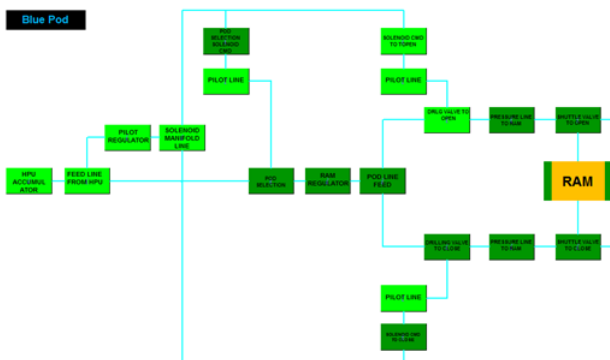 Blue Pod
POD
SELECTION
SOLENOID
CMD
SOLENOID CMD
TO TOPEN
PILOT LINE
PILOT LINE
DRLG VALVE TO
OPEN
PRESSURE LINE
TO RAM
SHUTTLE VALVE
TO OPEN
PILOT
REGULATOR
SOLENOID
MANIFOLD
LINE
HPU
ACCUMUL
ATOR
FEED LINE
FROM HPU
POD
SELECTION
RAM
REGULATOR
POD LINE
FEED
RAM
DRILLING VALVE
TO CLOSE
PRESSURE LINE
TO RAM
SHUTTLE VALVE
TO CLOSE
PILOT LINE
SOLENOID CMD
TO CLOSE